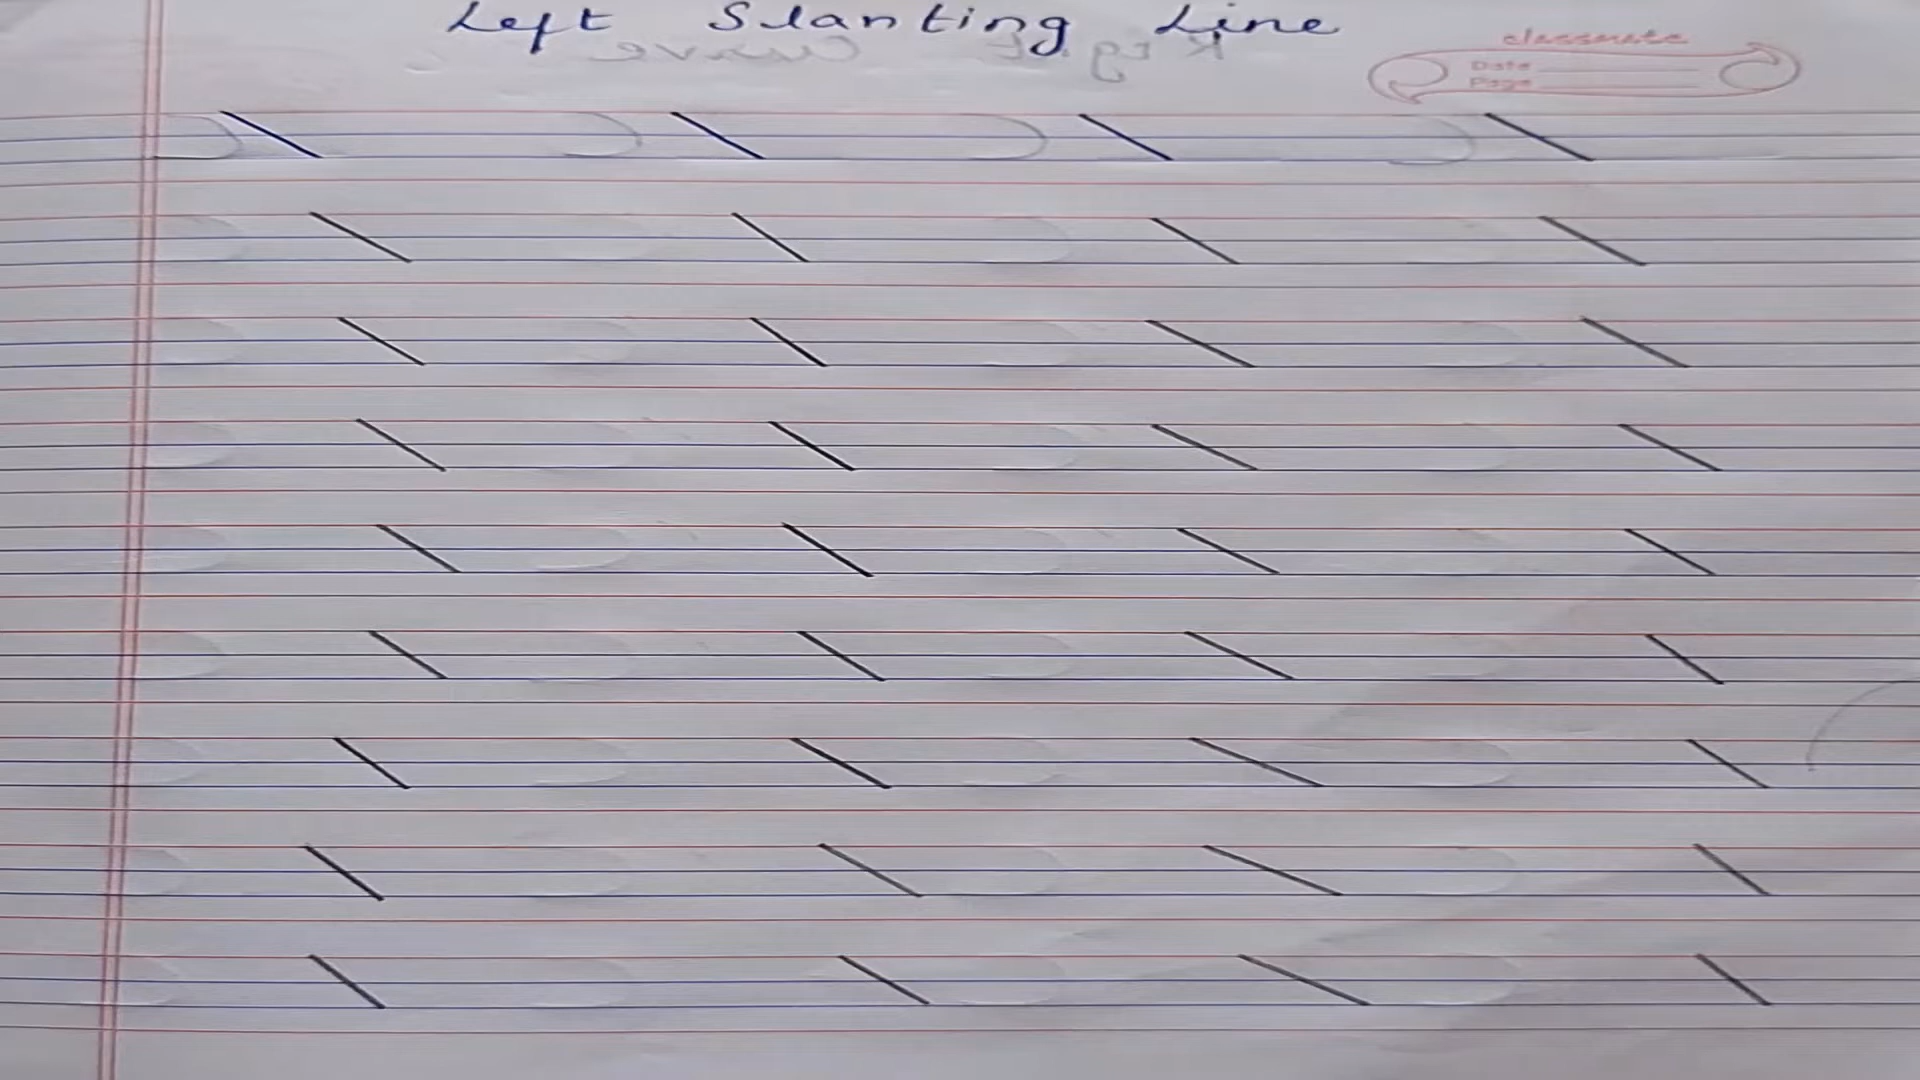 Left Slanting Line
classmate
Date
Page